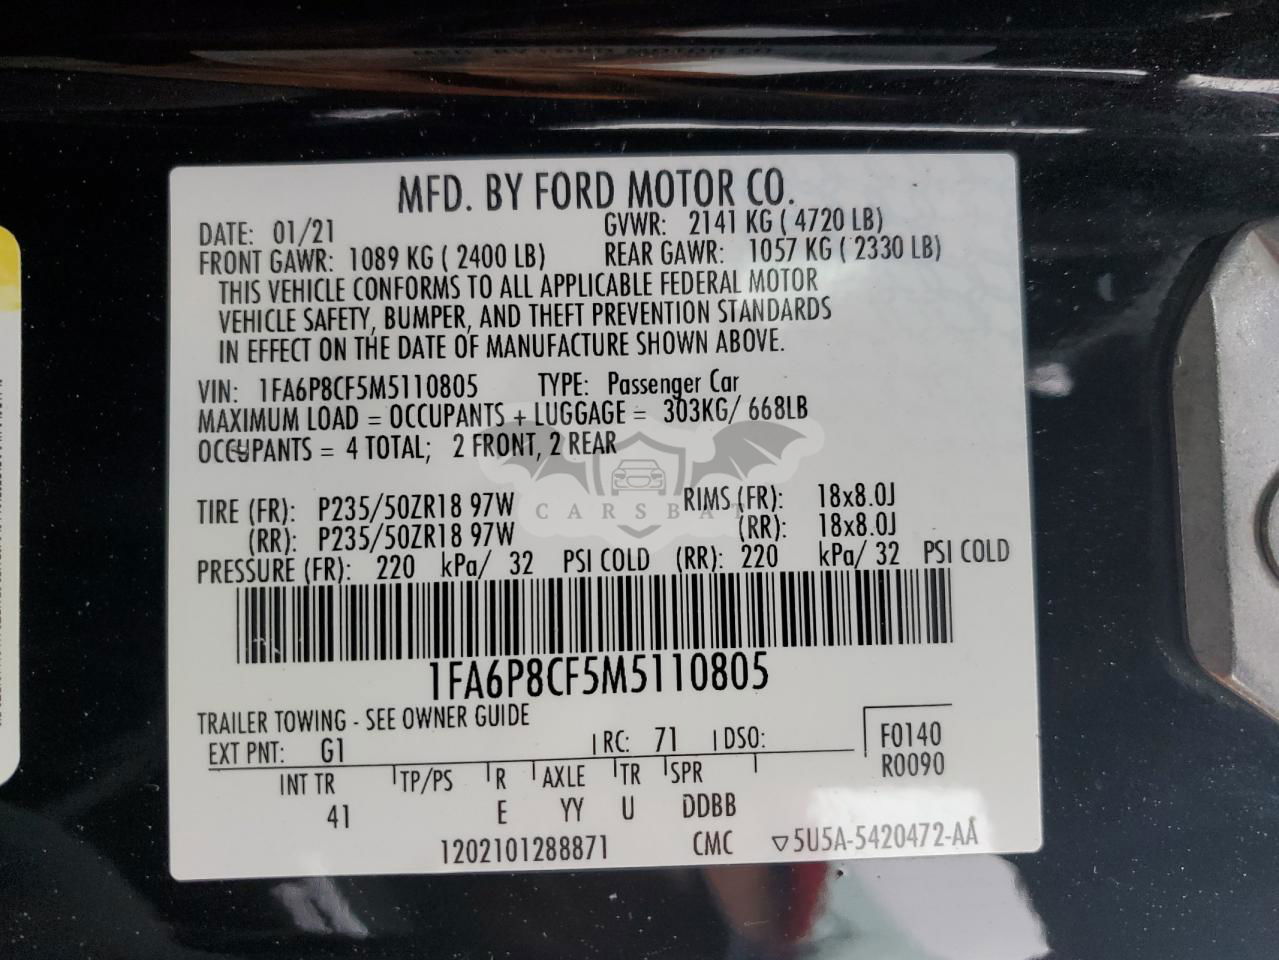 MFD. BY FORD MOTOR CO.
DATE: 01/21 GVWR: 2141 KG ( 4720 LB)
FRONT GAWR: 1089 KG ( 2400 LB) REAR GAWR: 1057 KG ( 2330 LB)
THIS VEHICLE CONFORMS TO ALL APPLICABLE FEDERAL MOTOR
VEHICLE SAFETY, BUMPER, AND THEFT PREVENTION STANDARDS
IN EFFECT ON THE DATE OF MANUFACTURE SHOWN ABOVE.
VIN: 1FA6P8CF5M5110805 TYPE: Passenger Car
MAXIMUM LOAD = OCCUPANTS + LUGGAGE = 303KG/ 668LB
OCCUPANTS = 4 TOTAL; 2 FRONT, 2 REAR
TIRE (FR): P235/50ZR18 97W RIMS (FR): 18x8.0J
CARSBAT
(RR): P235/50ZR18 97W (RR): 18x8.0J
PRESSURE (FR): 220 kPa/ 32 PSI COLD (RR): 220 kPa/ 32 PSI COLD
1FA6P8CF5M5110805
TRAILER TOWING - SEE OWNER GUIDE
EXT PNT: G1 RC: 71 DSO: F0140
INT TR TP/PS R AXLE TR SPR R0090
41 E YY U DDBB
1202101288871 CMC ▽5U5A-5420472-AA